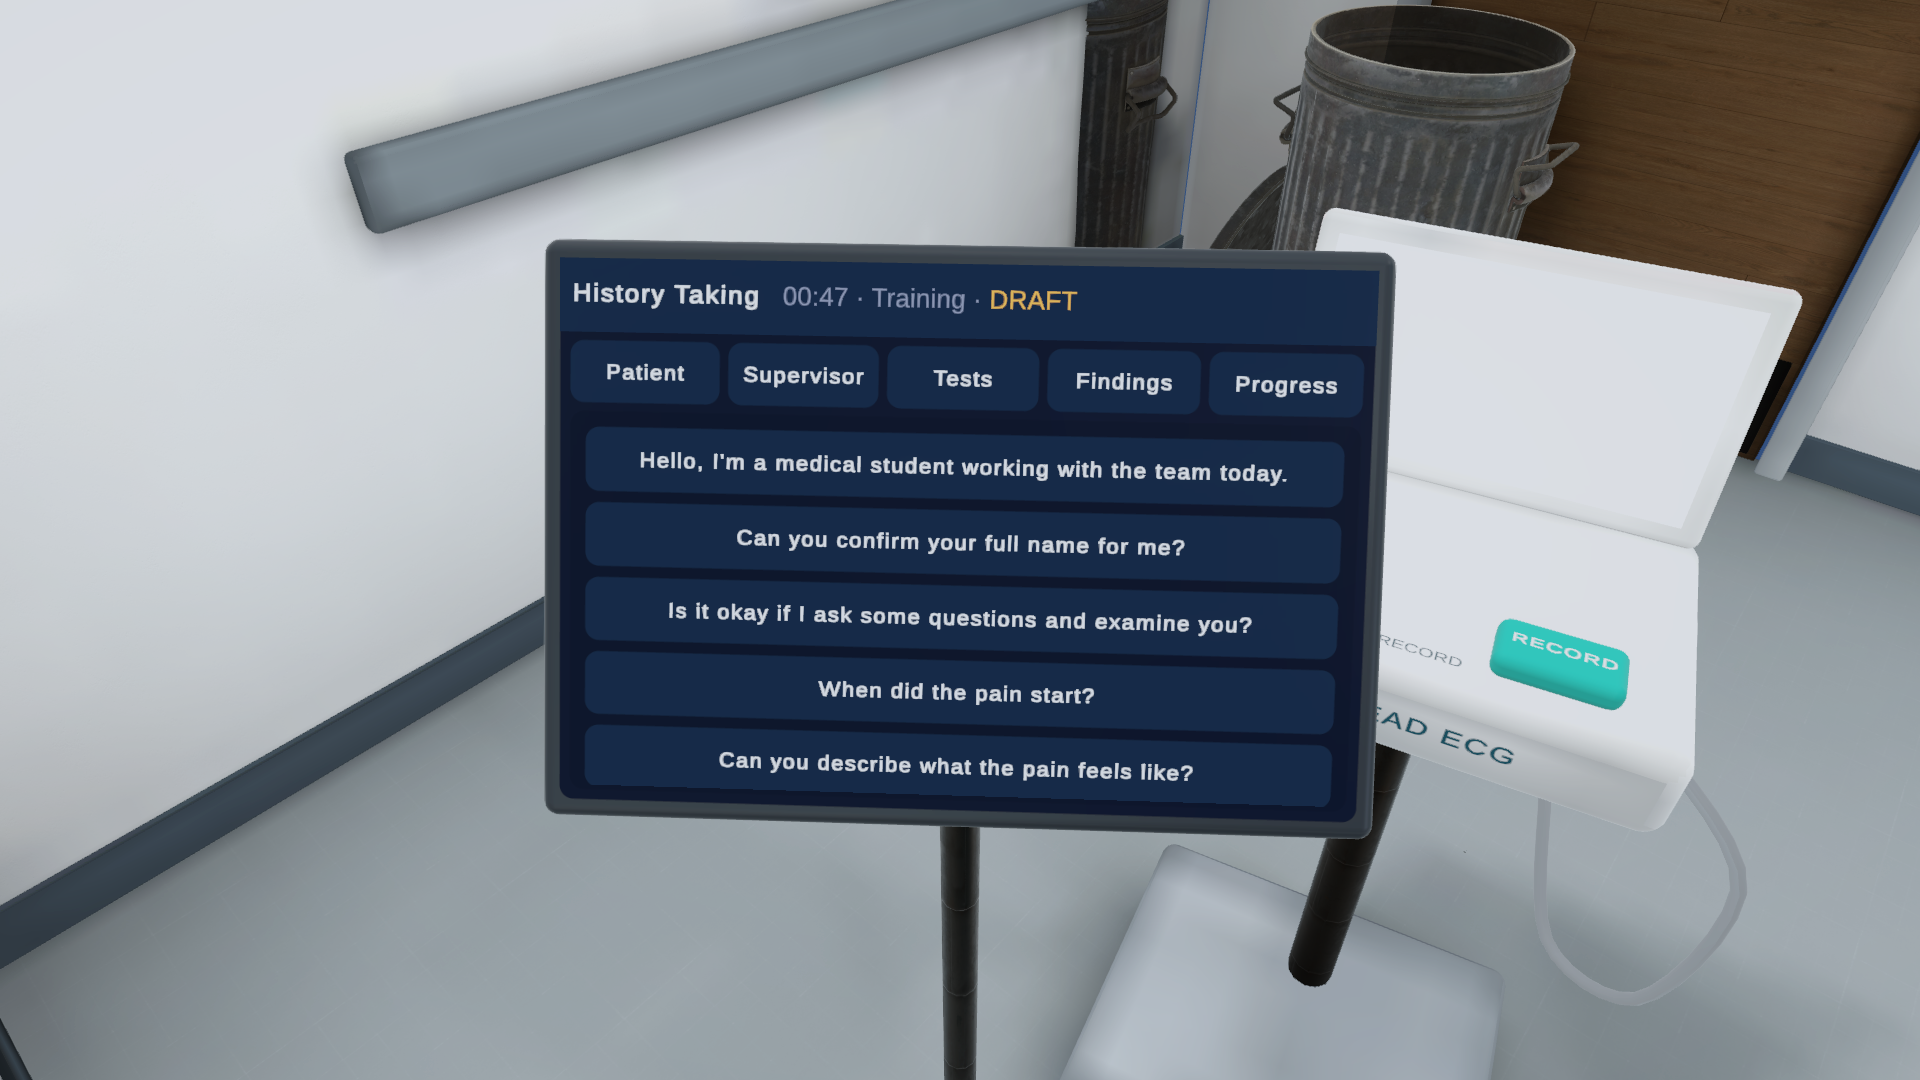 History Taking 00:47 · Training · DRAFT
Patient Supervisor Tests Findings Progress
Hello, I'm a medical student working with the team today.
Can you confirm your full name for me?
Is it okay if I ask some questions and examine you?
When did the pain start?
Can you describe what the pain feels like?
RECORD
RECORD
ECG